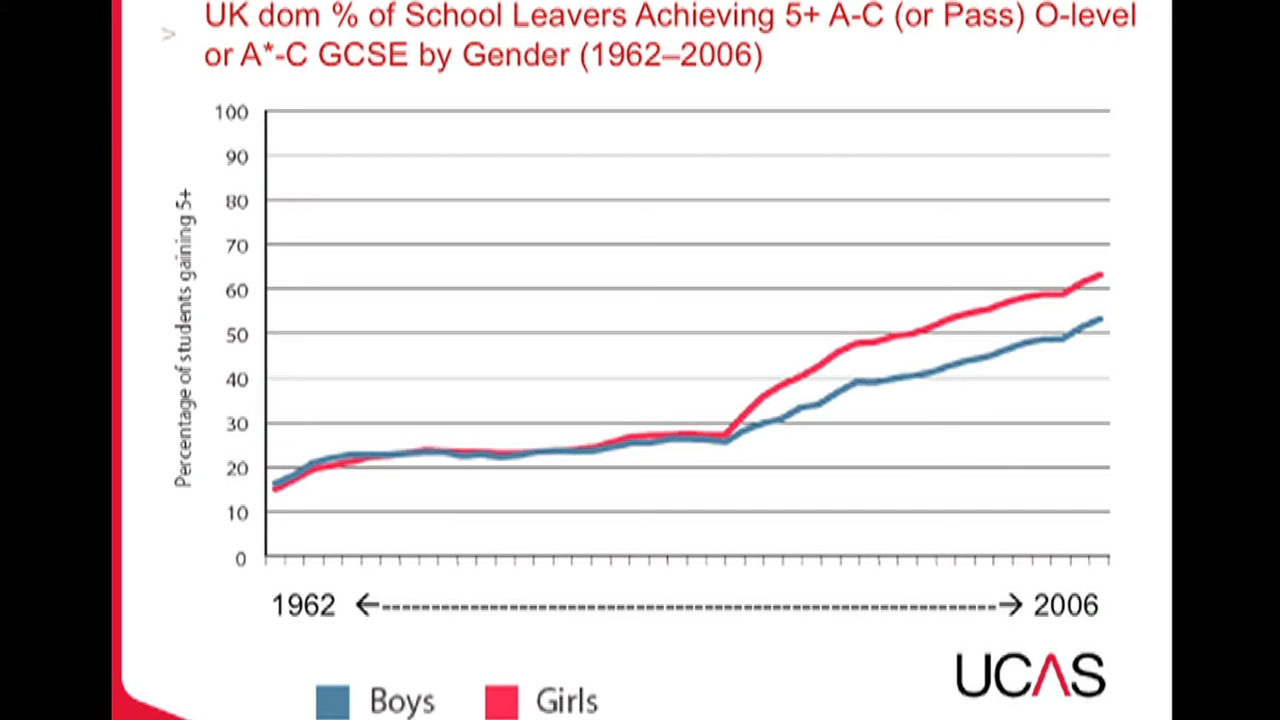 UK dom % of School Leavers Achieving 5+ A-C (or Pass) O-level
or A*-C GCSE by Gender (1962–2006)
>
Percentage of students gaining 5+
100
90
80
70
60
50
40
30
20
10
0
1962
2006
Boys
Girls
UCAS